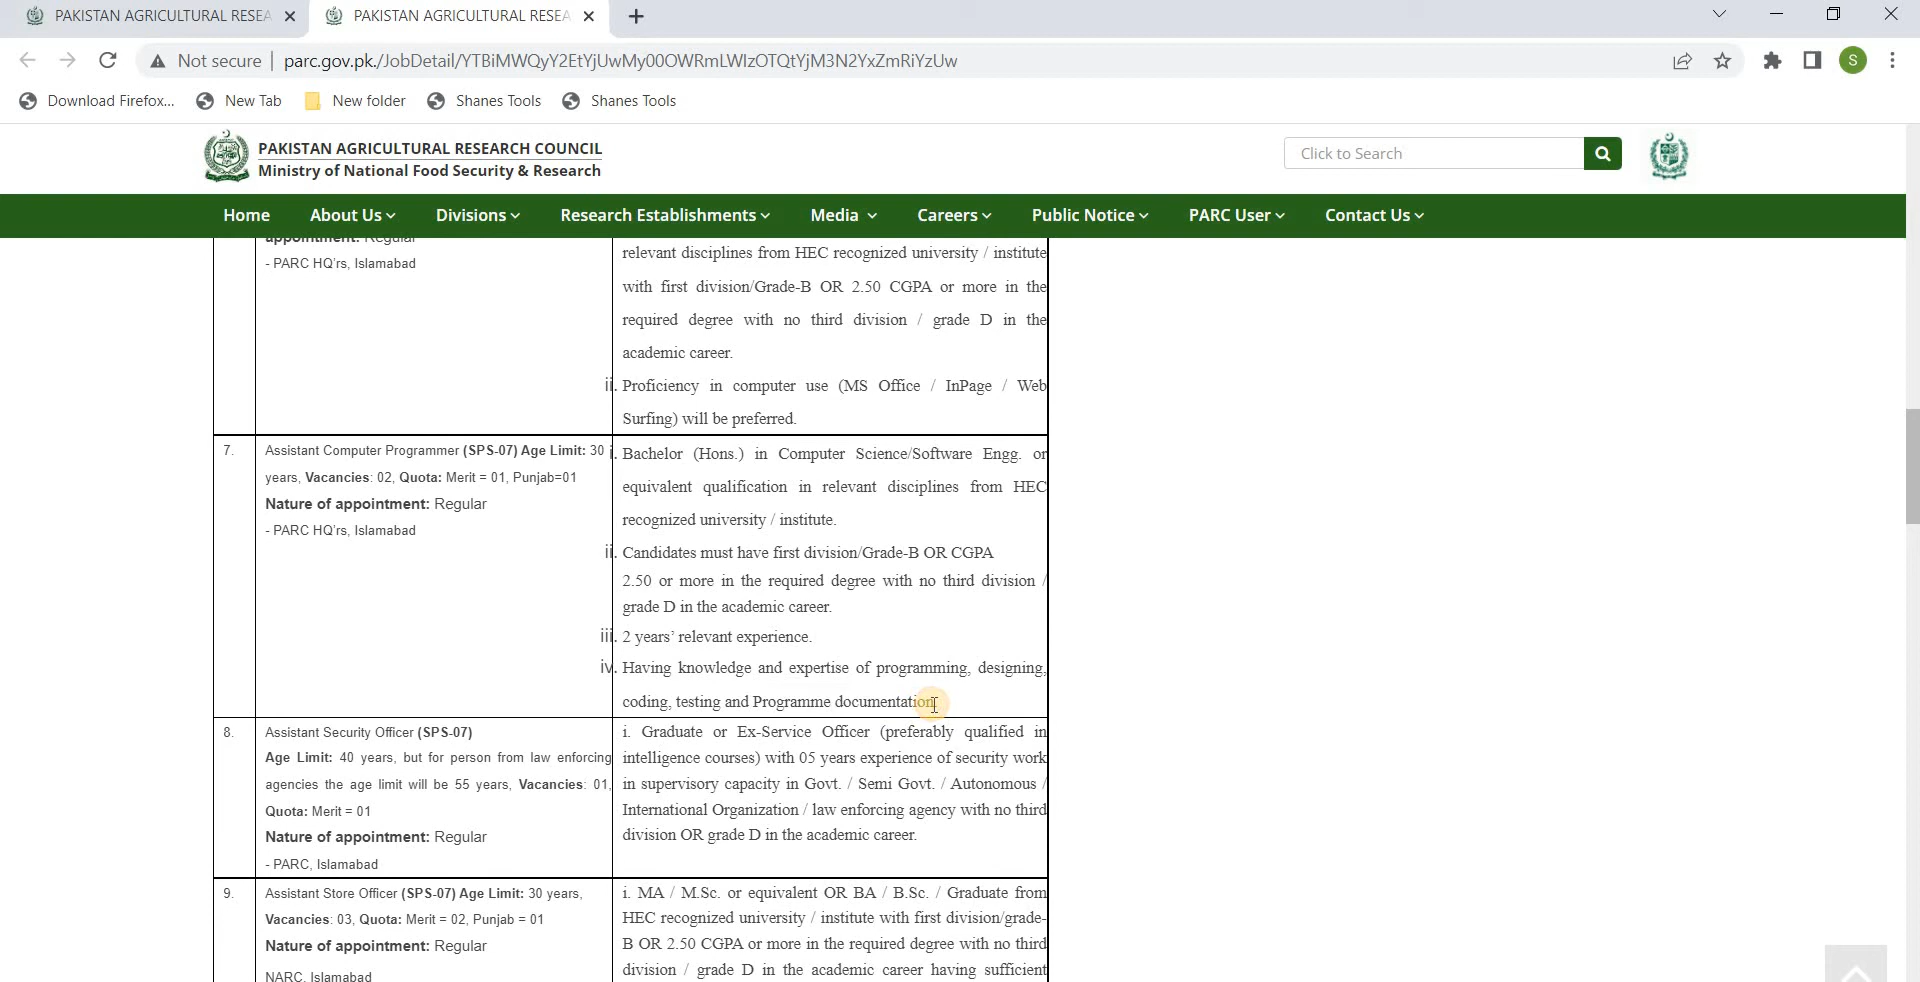 PAKISTAN AGRICULTURAL RESEA
PAKISTAN AGRICULTURAL RESEA
Not secure
parc.gov.pk./JobDetail/YTBiMWQyY2EtYjUwMy00OWRmLWIzOTQtYjM3N2YxZmRiYzUw
S
Download Firefox...
New Tab
New folder
Shanes Tools
Shanes Tools
PAKISTAN AGRICULTURAL RESEARCH COUNCIL
Ministry of National Food Security & Research
Click to Search
Home
About Us
Divisions
Research Establishments
Media
Careers
Public Notice
PARC User
Contact Us
appointment: Regular
- PARC HQ'rs, Islamabad
relevant disciplines from HEC recognized university / institute
with first division/Grade-B OR 2.50 CGPA or more in the
required degree with no third division / grade D in the
academic career.
ii. Proficiency in computer use (MS Office / InPage / Web
Surfing) will be preferred.
7.
Assistant Computer Programmer (SPS-07) Age Limit: 30
years, Vacancies: 02, Quota: Merit = 01, Punjab=01
Nature of appointment: Regular
- PARC HQ'rs, Islamabad
i. Bachelor (Hons.) in Computer Science/Software Engg. or
equivalent qualification in relevant disciplines from HEC
recognized university / institute.
ii. Candidates must have first division/Grade-B OR CGPA
2.50 or more in the required degree with no third division /
grade D in the academic career.
iii. 2 years' relevant experience.
iv. Having knowledge and expertise of programming, designing,
coding, testing and Programme documentation.
8.
Assistant Security Officer (SPS-07)
Age Limit: 40 years, but for person from law enforcing
agencies the age limit will be 55 years, Vacancies: 01,
Quota: Merit = 01
Nature of appointment: Regular
- PARC, Islamabad
i. Graduate or Ex-Service Officer (preferably qualified in
intelligence courses) with 05 years experience of security work
in supervisory capacity in Govt. / Semi Govt. / Autonomous /
International Organization / law enforcing agency with no third
division OR grade D in the academic career.
9.
Assistant Store Officer (SPS-07) Age Limit: 30 years,
Vacancies: 03, Quota: Merit = 02, Punjab = 01
Nature of appointment: Regular
NARC, Islamabad
i. MA / M.Sc. or equivalent OR BA / B.Sc. / Graduate from
HEC recognized university / institute with first division/grade-
B OR 2.50 CGPA or more in the required degree with no third
division / grade D in the academic career having sufficient